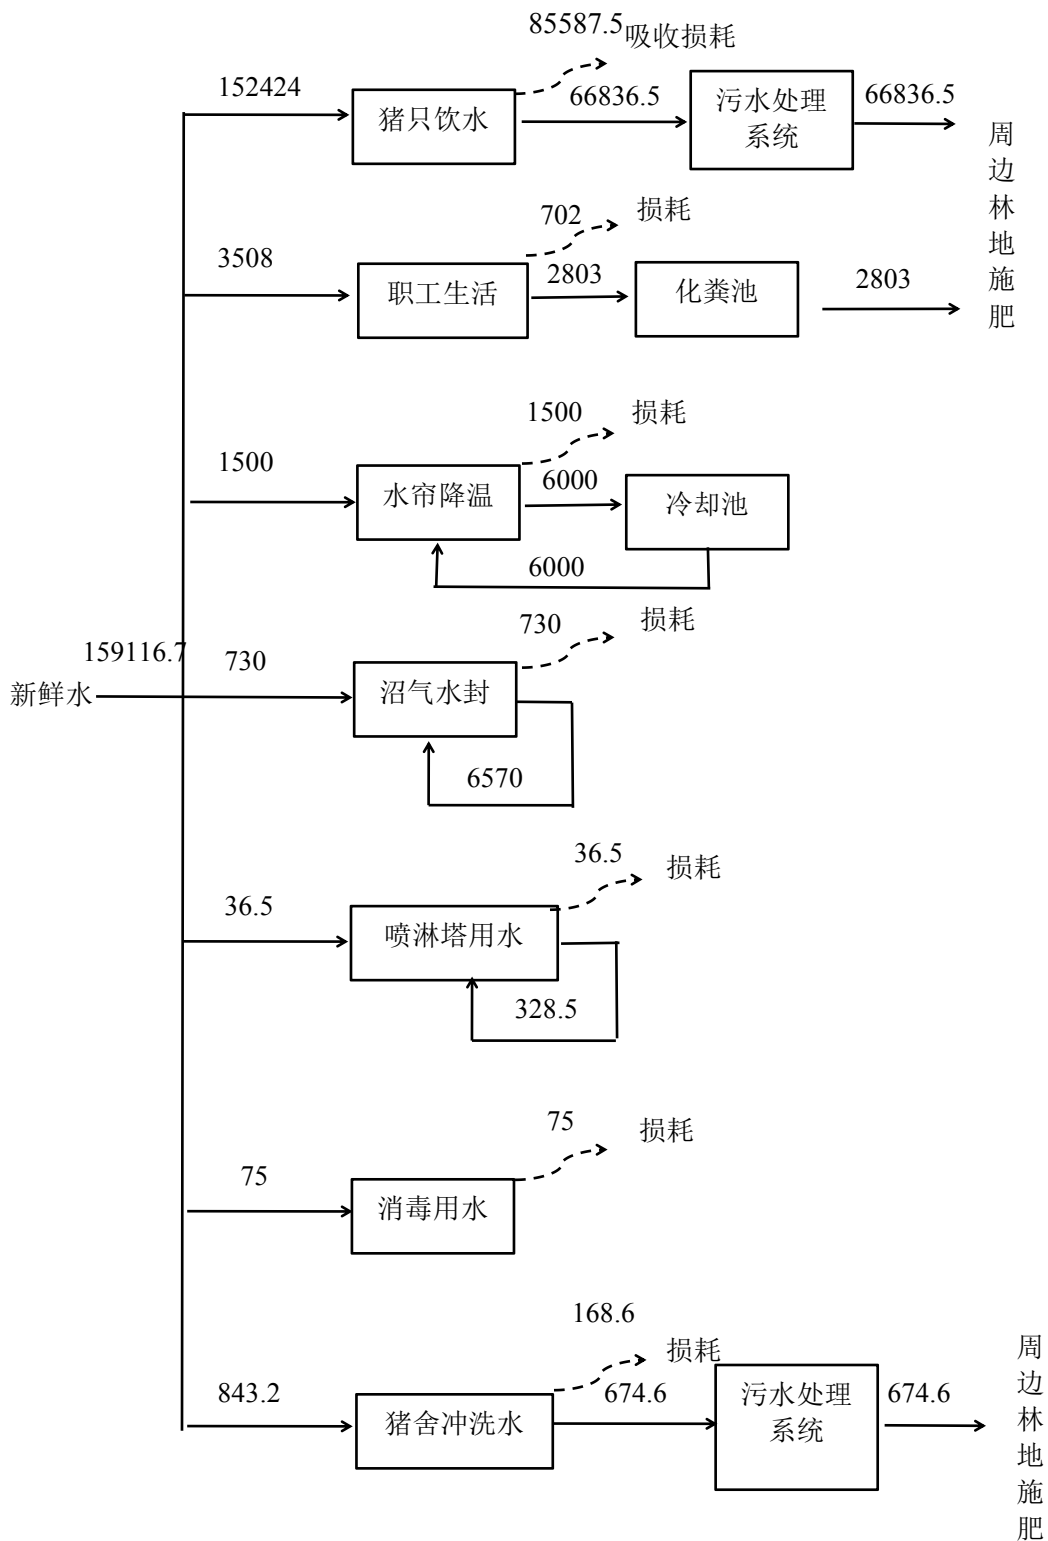 85587.5
吸收损耗
152424
猪只饮水
66836.5
污水处理
系统
66836.5
周边林地施肥
702
损耗
3508
职工生活
2803
化粪池
2803
1500
损耗
1500
水帘降温
6000
冷却池
6000
730
损耗
159116.7
新鲜水
730
沼气水封
6570
36.5
损耗
36.5
喷淋塔用水
328.5
75
损耗
75
消毒用水
168.6
损耗
843.2
猪舍冲洗水
674.6
污水处理
系统
674.6
周边林地施肥